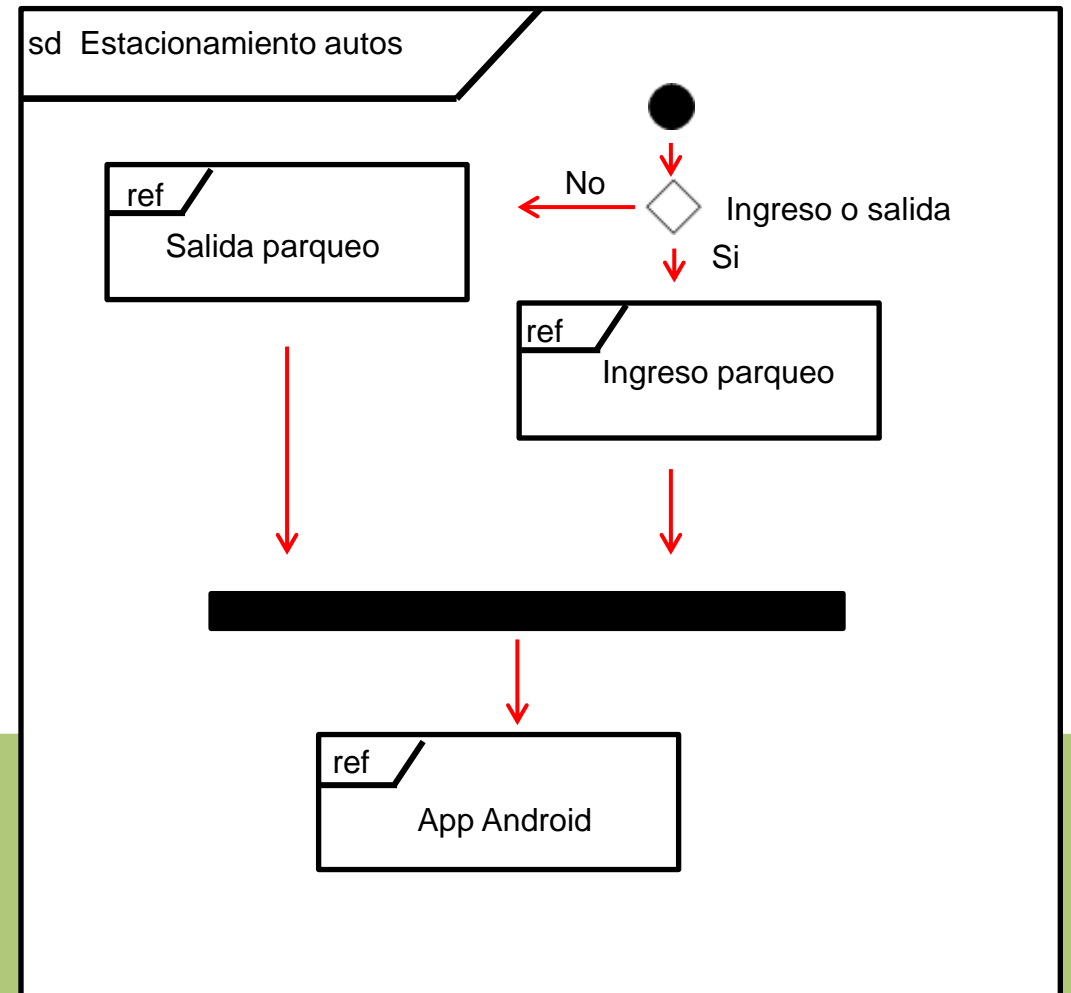 sd Estacionamiento autos
No
Ingreso o salida
Si
ref
Salida parqueo
ref
Ingreso parqueo
ref
App Android